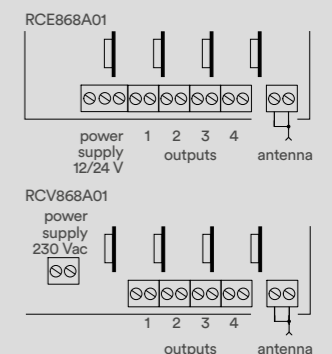 RCE868A01
power
supply
12/24 V
1 2 3 4
outputs
antenna
RCV868A01
power
supply
230 Vac
1 2 3 4
outputs
antenna